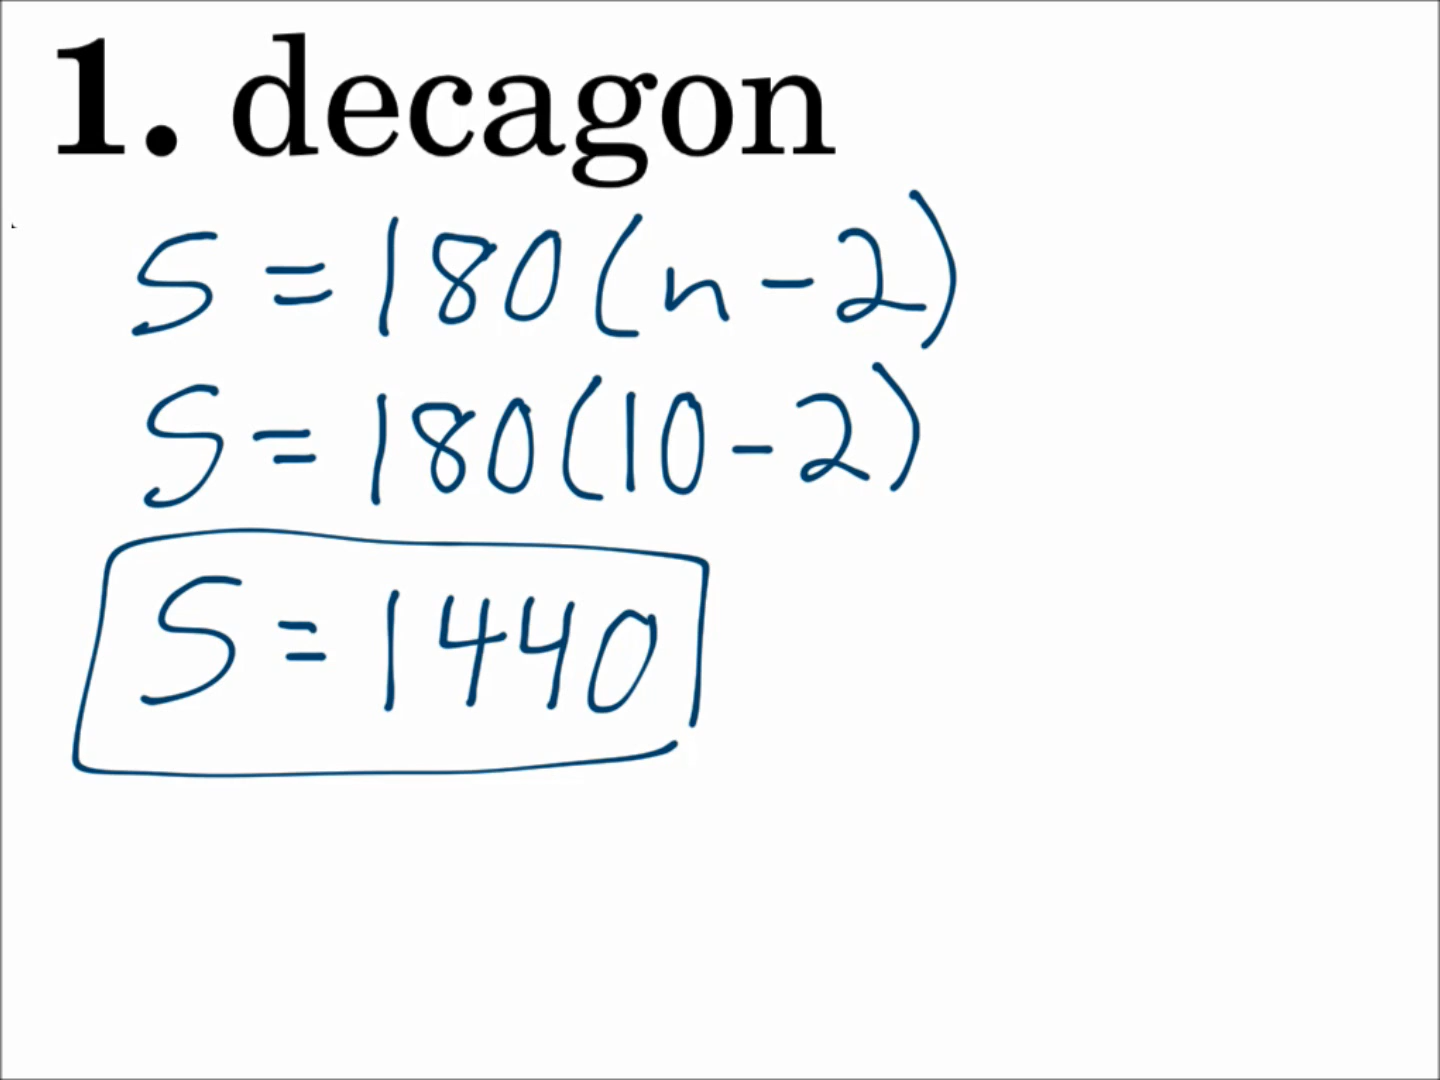 1. decagon
S = 180(n-2)
S = 180(10-2)
S = 1440